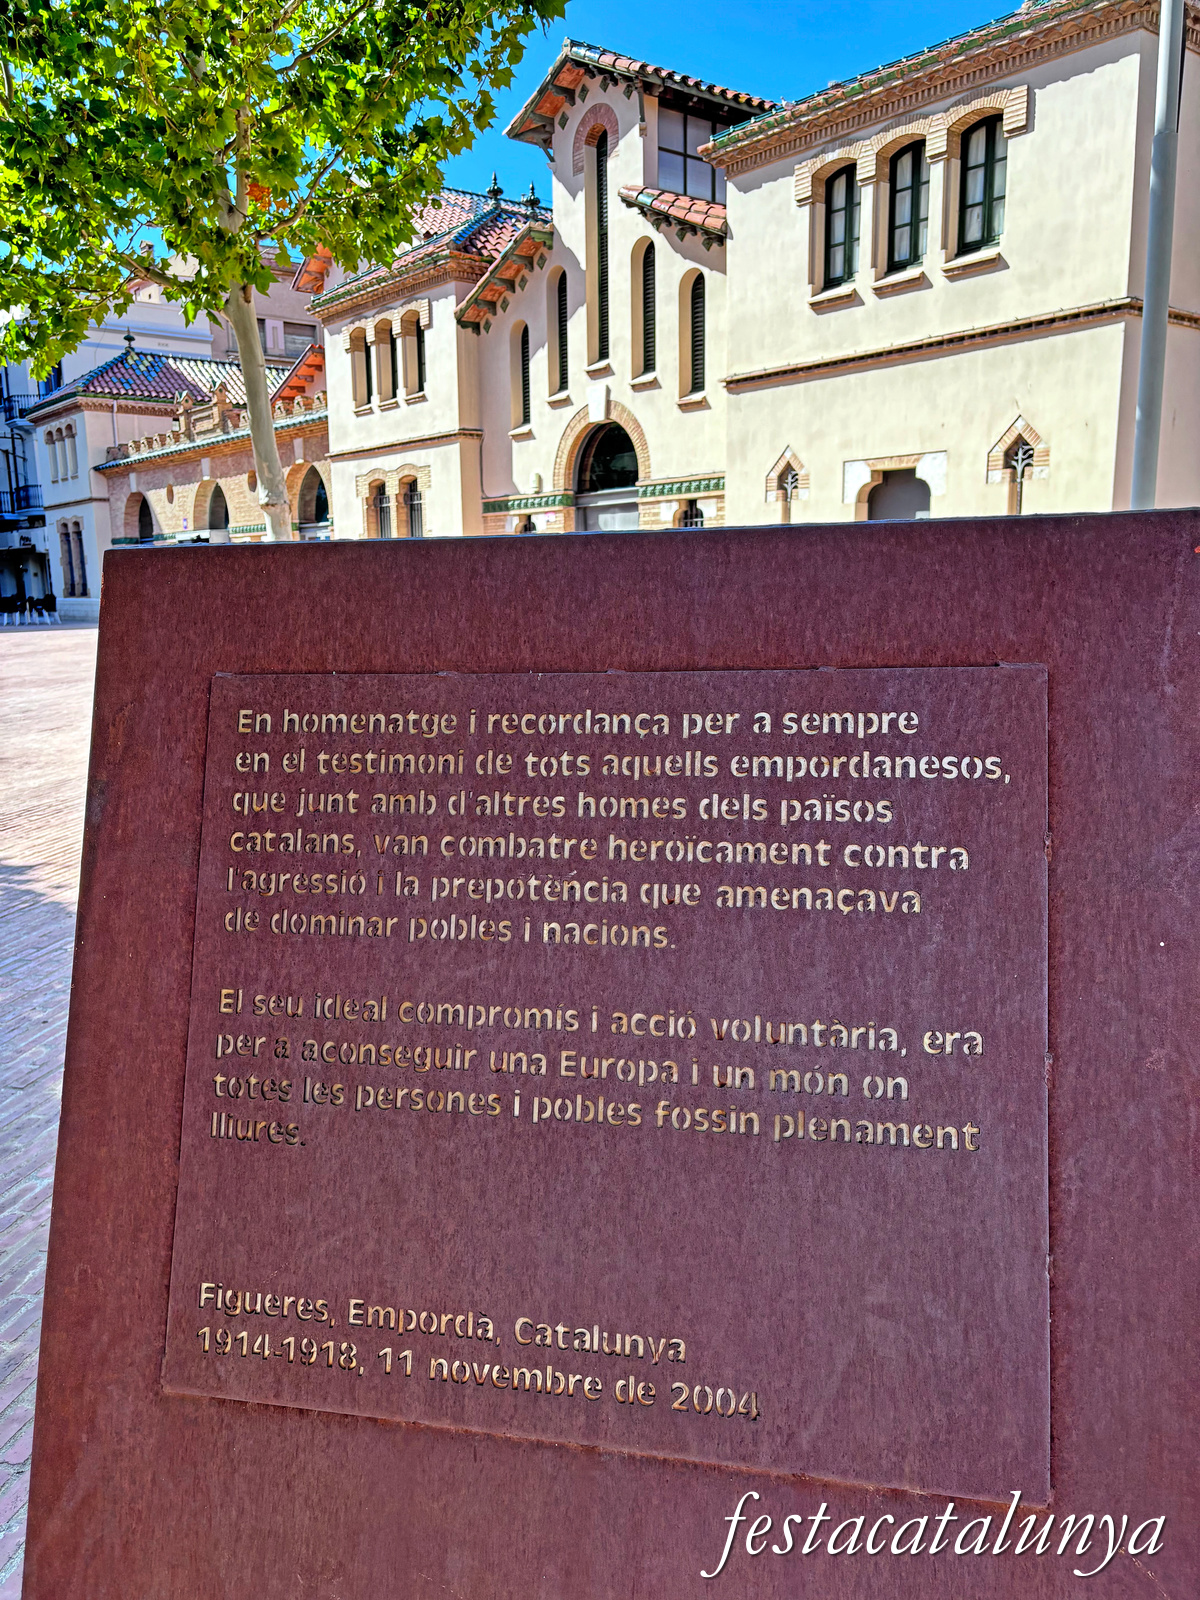 En homenatge i recordança per a sempre
en el testimoni de tots aquells empordanesos,
que junt amb d'altres homes dels països
catalans, van combatre heroïcament contra
l'agressió i la prepotència que amenaçava
de dominar pobles i nacions.
El seu ideal compromís i acció voluntària, era
per a aconseguir una Europa i un món on
totes les persones i pobles fossin plenament
lliures.
Figueres, Empordà, Catalunya
1914-1918, 11 novembre de 2004
festacatalunya